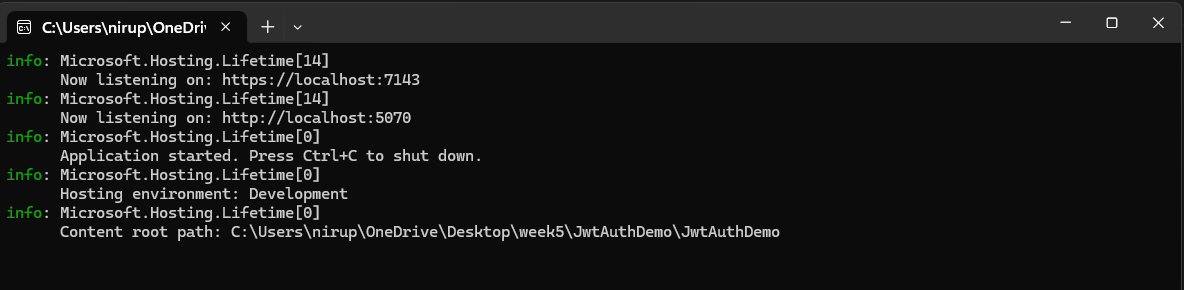 C:\Users\nirup\OneDri
info: Microsoft.Hosting.Lifetime[14]
Now listening on: https://localhost:7143
info: Microsoft.Hosting.Lifetime[14]
Now listening on: http://localhost:5070
info: Microsoft.Hosting.Lifetime[0]
Application started. Press Ctrl+C to shut down.
info: Microsoft.Hosting.Lifetime[0]
Hosting environment: Development
info: Microsoft.Hosting.Lifetime[0]
Content root path: C:\Users\nirup\OneDrive\Desktop\week5\JwtAuthDemo\JwtAuthDemo